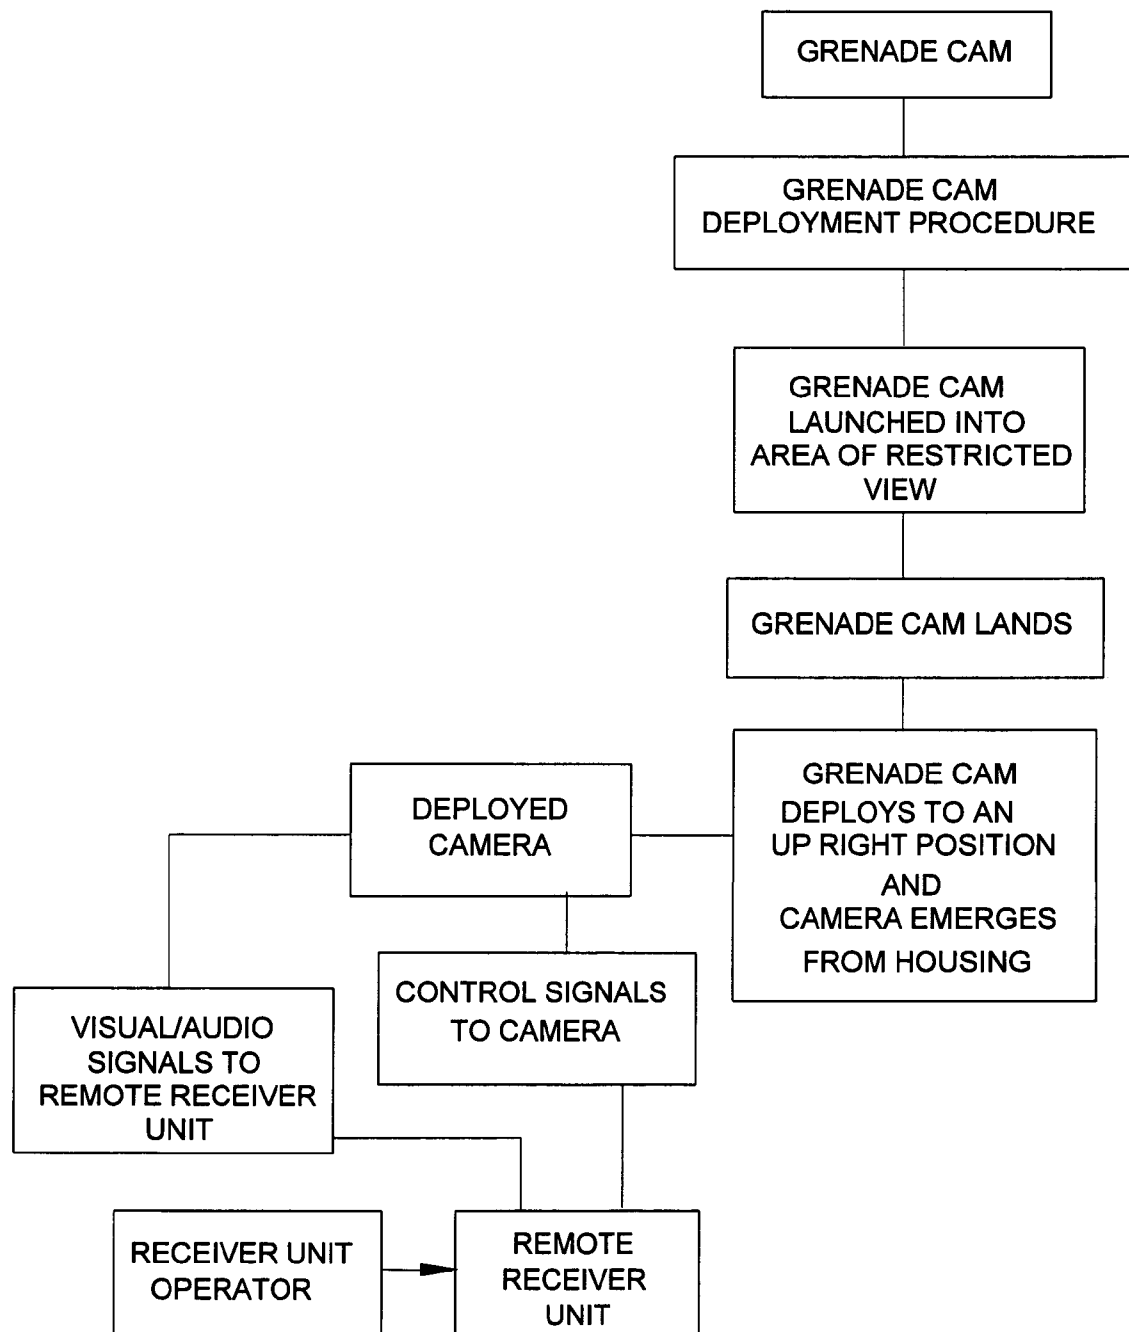 GRENADE CAM
GRENADE CAM
DEPLOYMENT PROCEDURE
GRENADE CAM
LAUNCHED INTO
AREA OF RESTRICTED
VIEW
GRENADE CAM LANDS
GRENADE CAM
DEPLOYS TO AN
UP RIGHT POSITION
AND
CAMERA EMERGES
FROM HOUSING
DEPLOYED
CAMERA
CONTROL SIGNALS
TO CAMERA
VISUAL/AUDIO
SIGNALS TO
REMOTE RECEIVER
UNIT
RECEIVER UNIT
OPERATOR
REMOTE
RECEIVER
UNIT